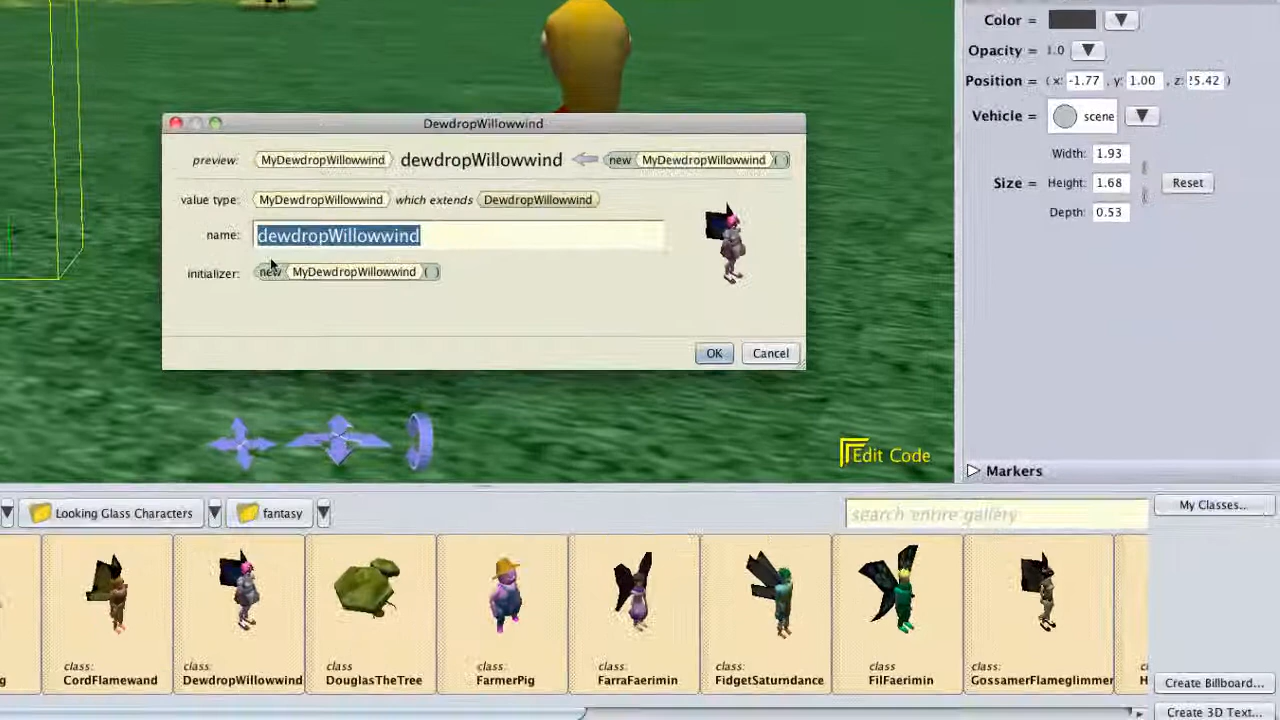 Color =
Opacity = 1.0
Position = ( x: -1.77 , y: 1.00 , z: 25.42 )
Vehicle = scene
Width: 1.93
Size = Height: 1.68 Reset
Depth: 0.53
DewdropWillowwind
preview: MyDewdropWillowwind dewdropWillowwind new MyDewdropWillowwind ( )
value type: MyDewdropWillowwind which extends DewdropWillowwind
name: dewdropWillowwind
initializer: new MyDewdropWillowwind ( )
OK Cancel
Edit Code
Markers
Looking Glass Characters fantasy search entire gallery My Classes...
class: CordFlamewand
class: DewdropWillowwind
class DouglasTheTree
class: FarmerPig
class: FarraFaerimin
class: FidgetSaturndance
class FilFaerimin
class: GossamerFlameglimmer
Create Billboard...
Create 3D Text...